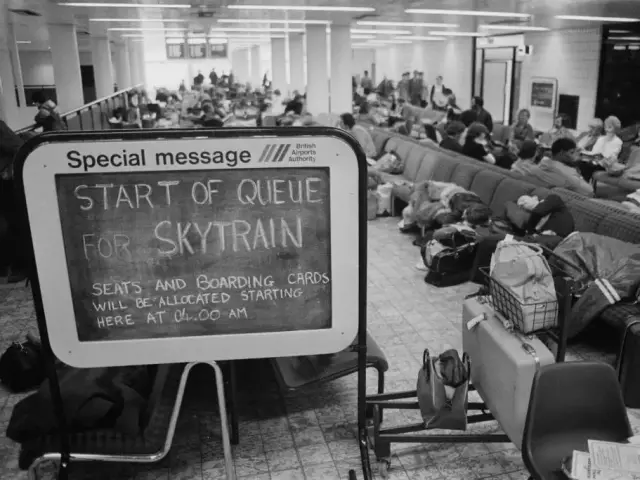 Special message
British
Airports
Authority
START OF QUEUE
FOR SKYTRAIN
SEATS AND BOARDING CARDS
WILL BE ALLOCATED STARTING
HERE AT 04.00 AM